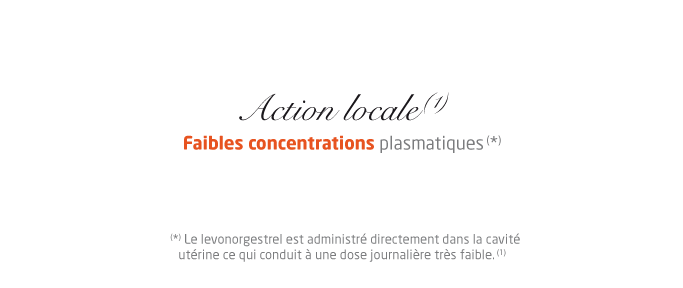 Action locale(1)
Faibles concentrations plasmatiques (*)
(*) Le levonorgestrel est administré directement dans la cavité
utérine ce qui conduit à une dose journalière très faible. (1)